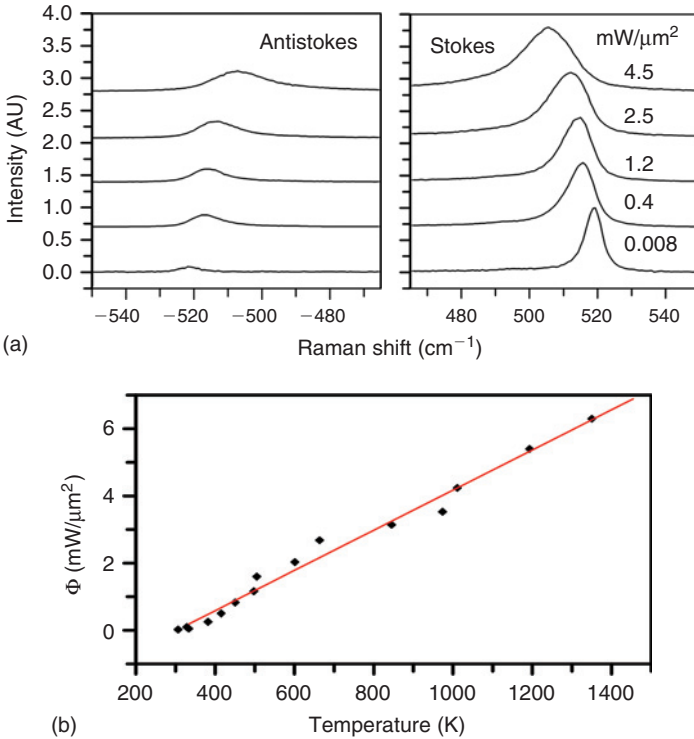 Antistokes
Stokes
mW/μm²
4.5
2.5
1.2
0.4
0.008
Intensity (AU)
4.0
3.5
3.0
2.5
2.0
1.5
1.0
0.5
0.0
−540 −520 −500 −480
480 500 520 540
(a)
Raman shift (cm⁻¹)
Φ (mW/μm²)
6
4
2
0
200 400 600 800 1000 1200 1400
(b)
Temperature (K)